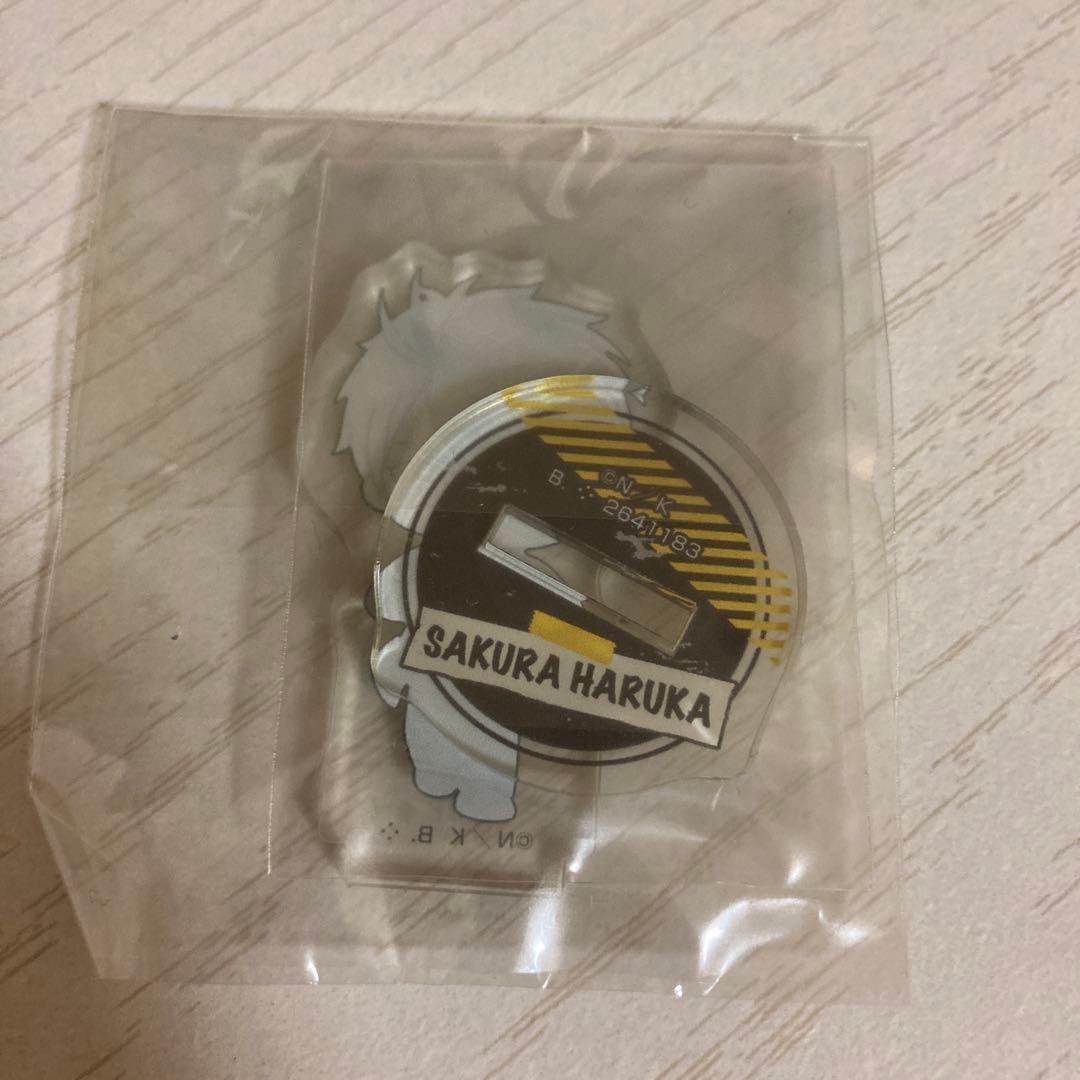 ©N／K
B. ⁘ 2641183
SAKURA HARUKA
©N／K B. ⁘